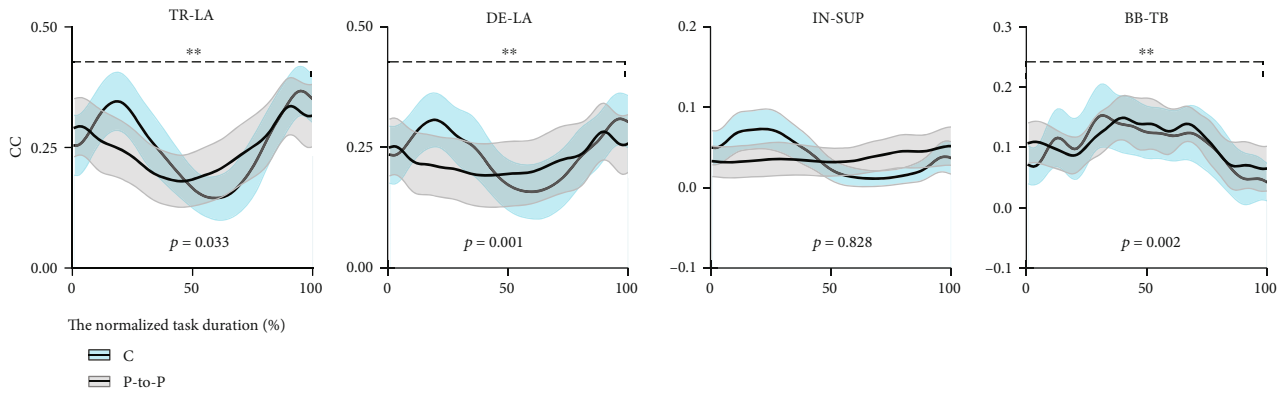 TR-LA
DE-LA
IN-SUP
BB-TB
CC
0.50
0.25
0.00
**
p = 0.033
0 50 100
0.50
0.25
0.00
**
p = 0.001
0 50 100
0.2
0.1
0.0
–0.1
p = 0.828
0 50 100
0.3
0.2
0.1
0.0
–0.1
**
p = 0.002
0 50 100
The normalized task duration (%)
C
P-to-P